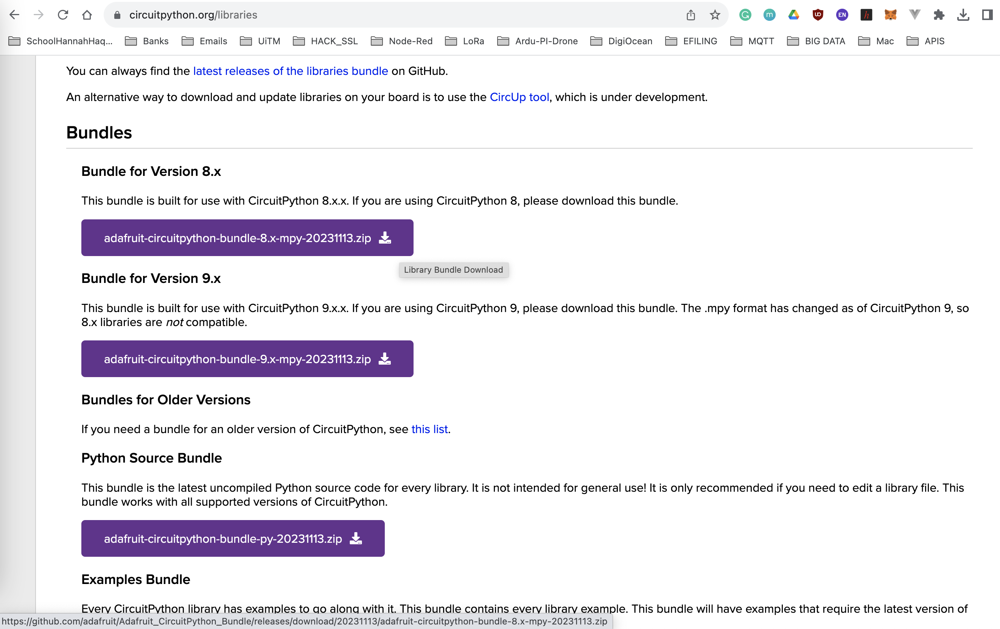 circuitpython.org/libraries
G m UD EN h
SchoolHannahHaq... Banks Emails UiTM HACK_SSL Node-Red LoRa Ardu-PI-Drone DigiOcean EFILING MQTT BIG DATA Mac APIS
You can always find the latest releases of the libraries bundle on GitHub.
An alternative way to download and update libraries on your board is to use the CircUp tool, which is under development.
Bundles
Bundle for Version 8.x
This bundle is built for use with CircuitPython 8.x.x. If you are using CircuitPython 8, please download this bundle.
adafruit-circuitpython-bundle-8.x-mpy-20231113.zip
Library Bundle Download
Bundle for Version 9.x
This bundle is built for use with CircuitPython 9.x.x. If you are using CircuitPython 9, please download this bundle. The .mpy format has changed as of CircuitPython 9, so
8.x libraries are not compatible.
adafruit-circuitpython-bundle-9.x-mpy-20231113.zip
Bundles for Older Versions
If you need a bundle for an older version of CircuitPython, see this list.
Python Source Bundle
This bundle is the latest uncompiled Python source code for every library. It is not intended for general use! It is only recommended if you need to edit a library file. This
bundle works with all supported versions of CircuitPython.
adafruit-circuitpython-bundle-py-20231113.zip
Examples Bundle
Every CircuitPython library has examples to go along with it. This bundle contains every library example. This bundle will have examples that require the latest version of
https://github.com/adafruit/Adafruit_CircuitPython_Bundle/releases/download/20231113/adafruit-circuitpython-bundle-8.x-mpy-20231113.zip